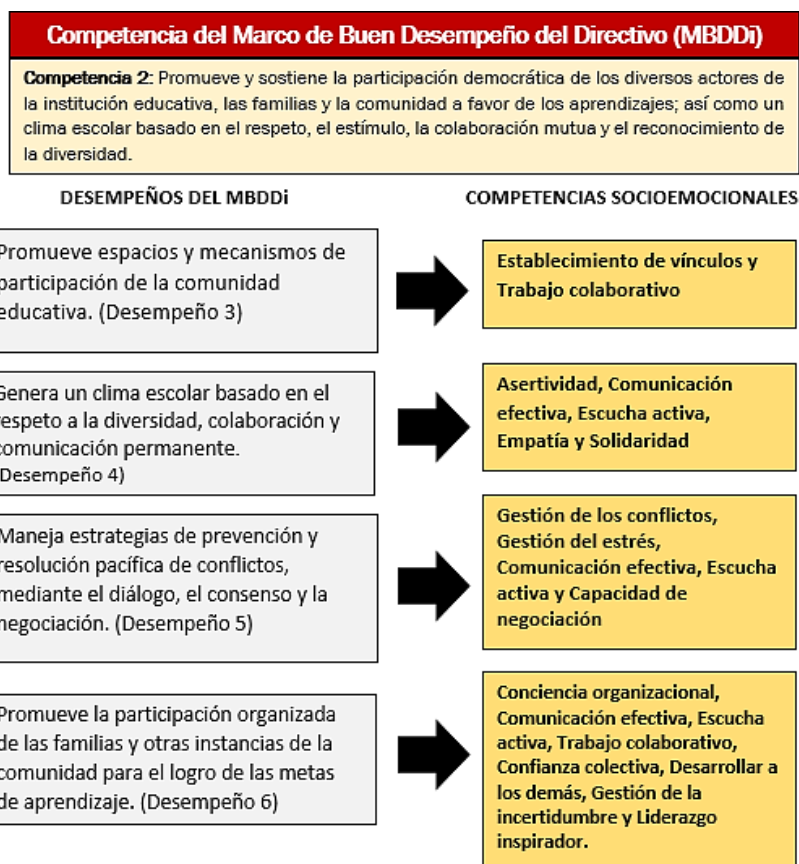 Competencia del Marco de Buen Desempeño del Directivo (MBDDi)
Competencia 2: Promueve y sostiene la participación democrática de los diversos actores de
la institución educativa, las familias y la comunidad a favor de los aprendizajes; así como un
clima escolar basado en el respeto, el estímulo, la colaboración mutua y el reconocimiento de
la diversidad.
DESEMPEÑOS DEL MBDDi
COMPETENCIAS SOCIOEMOCIONALES
Promueve espacios y mecanismos de
participación de la comunidad
educativa. (Desempeño 3)
Establecimiento de vínculos y
Trabajo colaborativo
Genera un clima escolar basado en el
respeto a la diversidad, colaboración y
comunicación permanente.
(Desempeño 4)
Asertividad, Comunicación
efectiva, Escucha activa,
Empatía y Solidaridad
Maneja estrategias de prevención y
resolución pacífica de conflictos,
mediante el diálogo, el consenso y la
negociación. (Desempeño 5)
Gestión de los conflictos,
Gestión del estrés,
Comunicación efectiva, Escucha
activa y Capacidad de
negociación
Promueve la participación organizada
de las familias y otras instancias de la
comunidad para el logro de las metas
de aprendizaje. (Desempeño 6)
Conciencia organizacional,
Comunicación efectiva, Escucha
activa, Trabajo colaborativo,
Confianza colectiva, Desarrollar a
los demás, Gestión de la
incertidumbre y Liderazgo
inspirador.